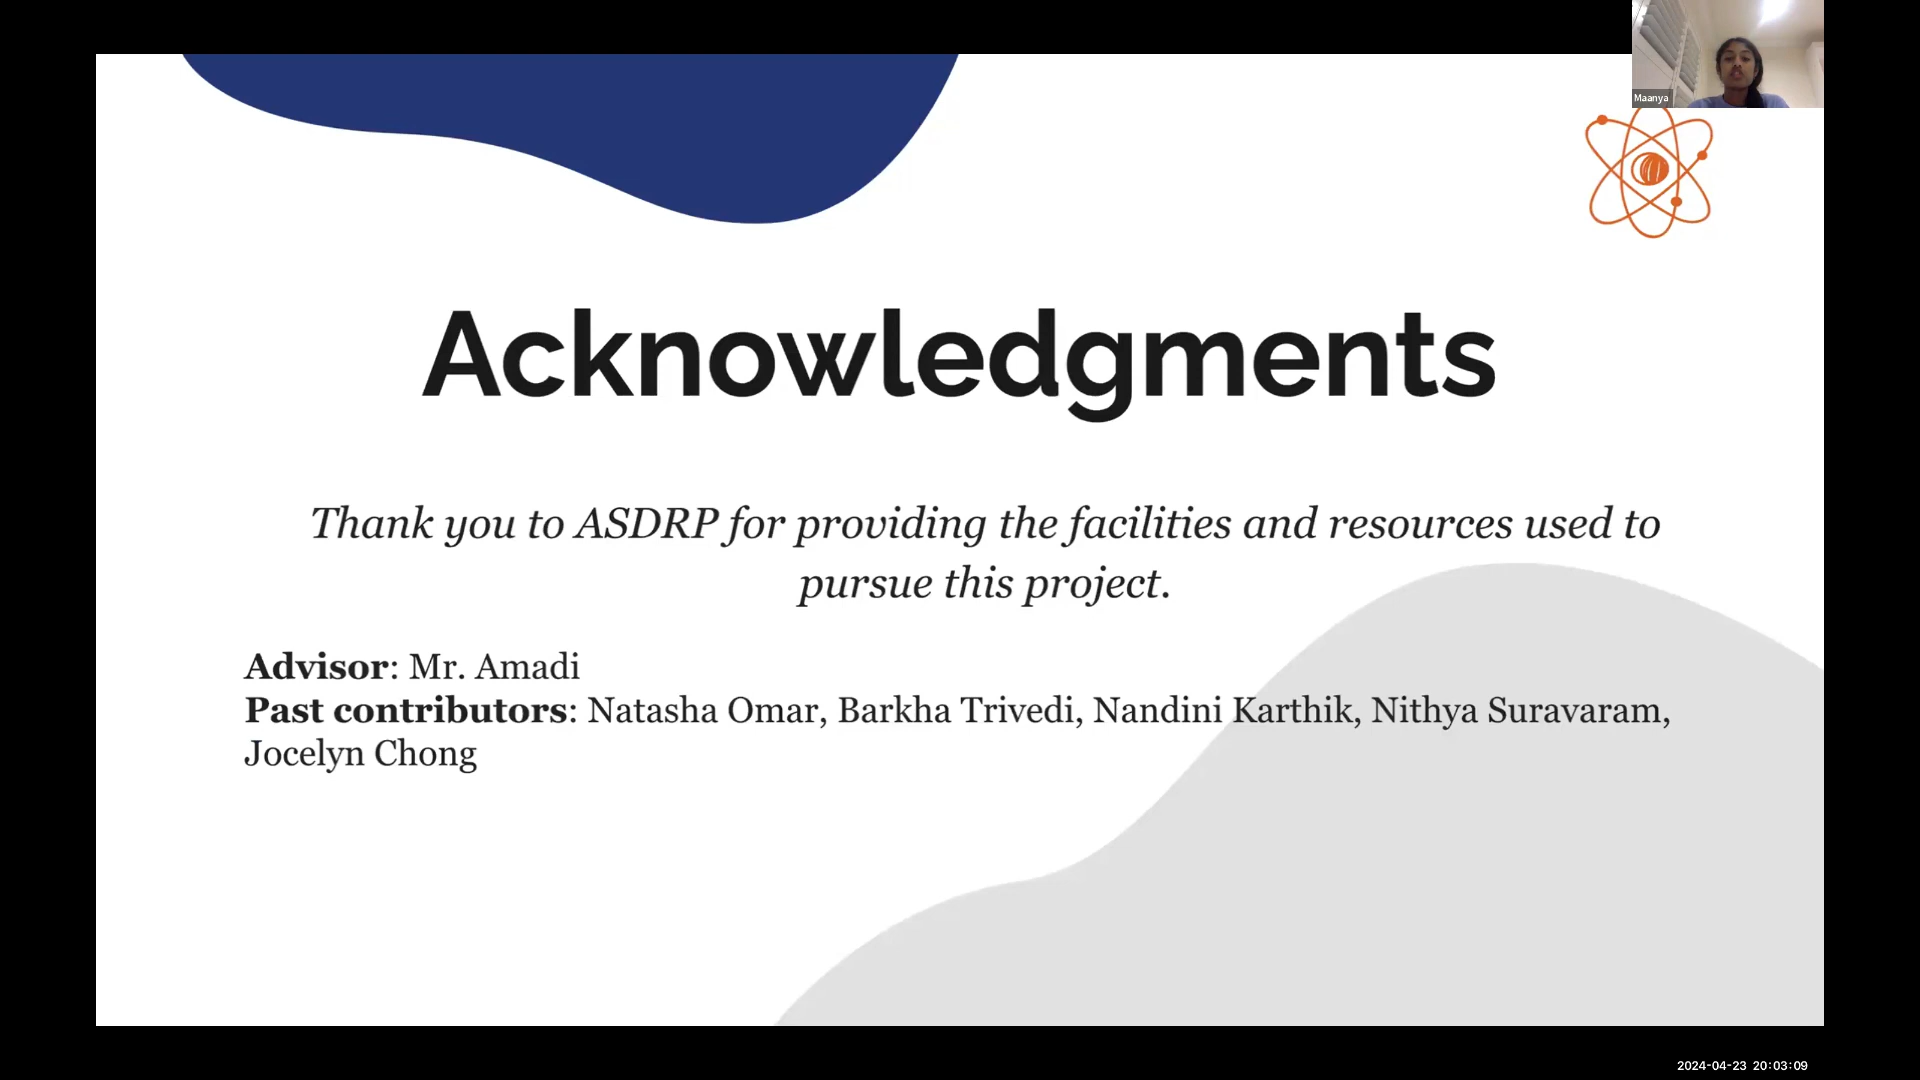 Maanya
Acknowledgments
Thank you to ASDRP for providing the facilities and resources used to
pursue this project.
Advisor: Mr. Amadi
Past contributors: Natasha Omar, Barkha Trivedi, Nandini Karthik, Nithya Suravaram,
Jocelyn Chong
2024-04-23 20:03:09